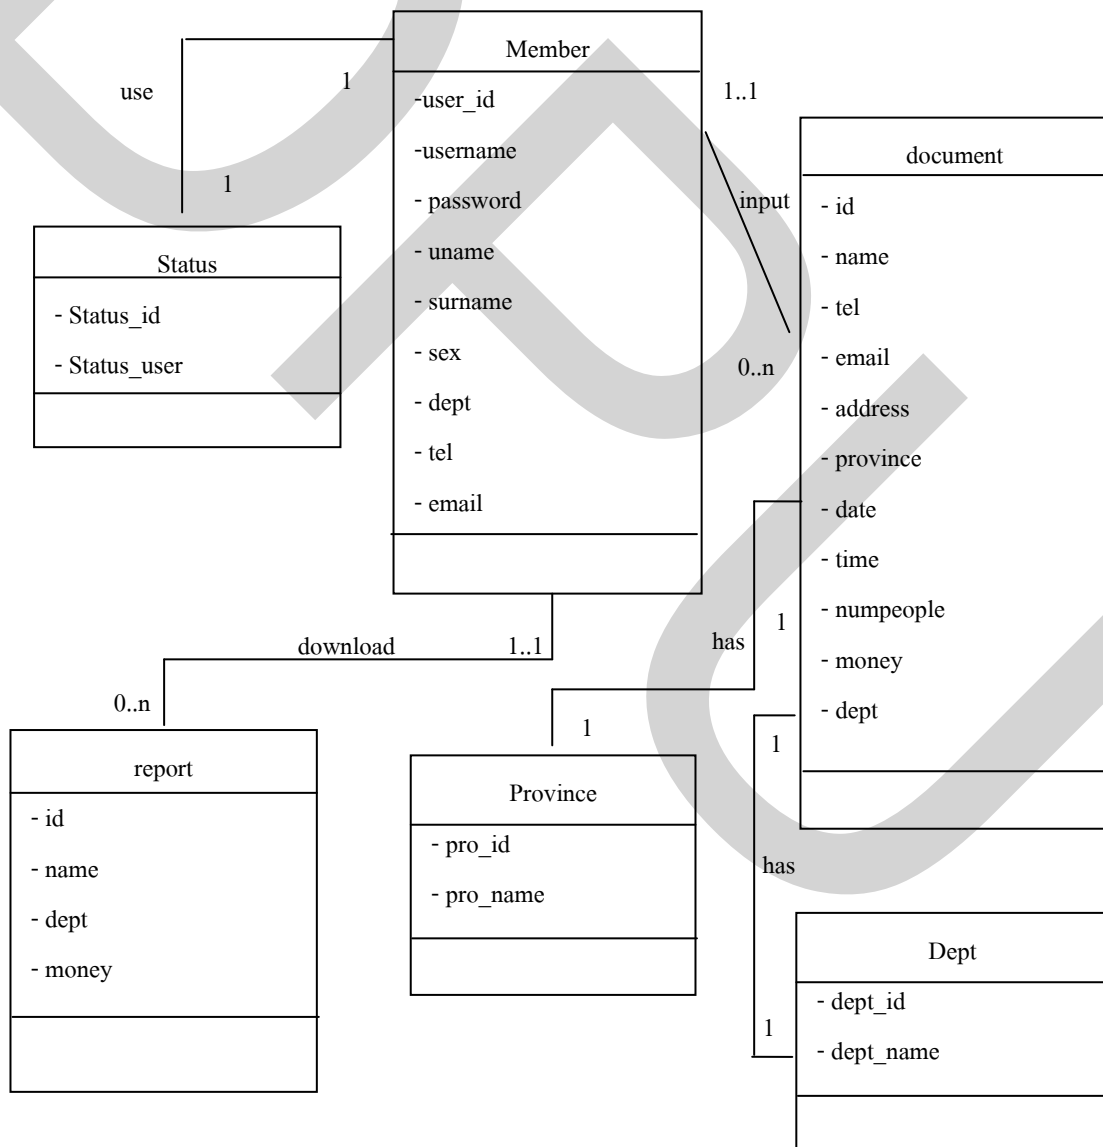 Member
-user_id
-username
- password
- uname
- surname
- sex
- dept
- tel
- email
use
1
1
Status
- Status_id
- Status_user
1..1
input
0..n
document
- id
- name
- tel
- email
- address
- province
- date
- time
- numpeople
- money
- dept
download
1..1
0..n
report
- id
- name
- dept
- money
has
1
1
Province
- pro_id
- pro_name
1
has
1
Dept
- dept_id
- dept_name